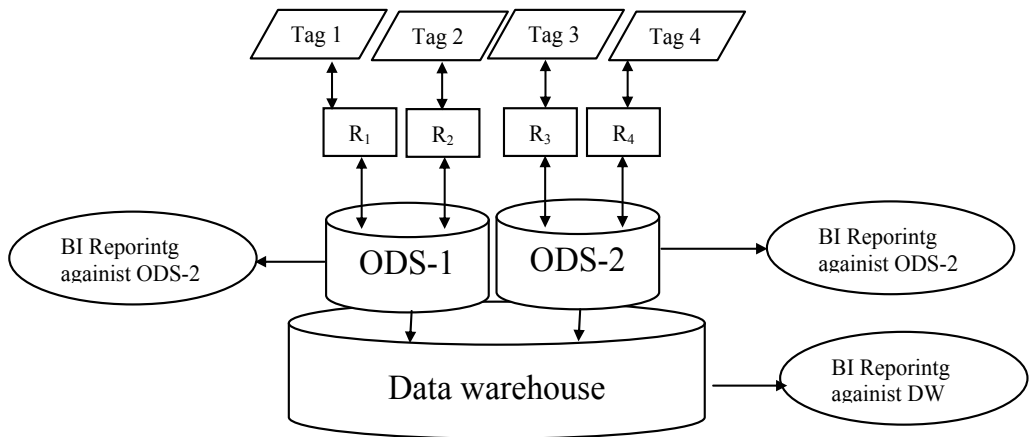 Tag 1
Tag 2
Tag 3
Tag 4
R₁
R₂
R₃
R₄
BI Reporintg
againist ODS-2
ODS-1
ODS-2
BI Reporintg
againist ODS-2
Data warehouse
BI Reporintg
againist DW